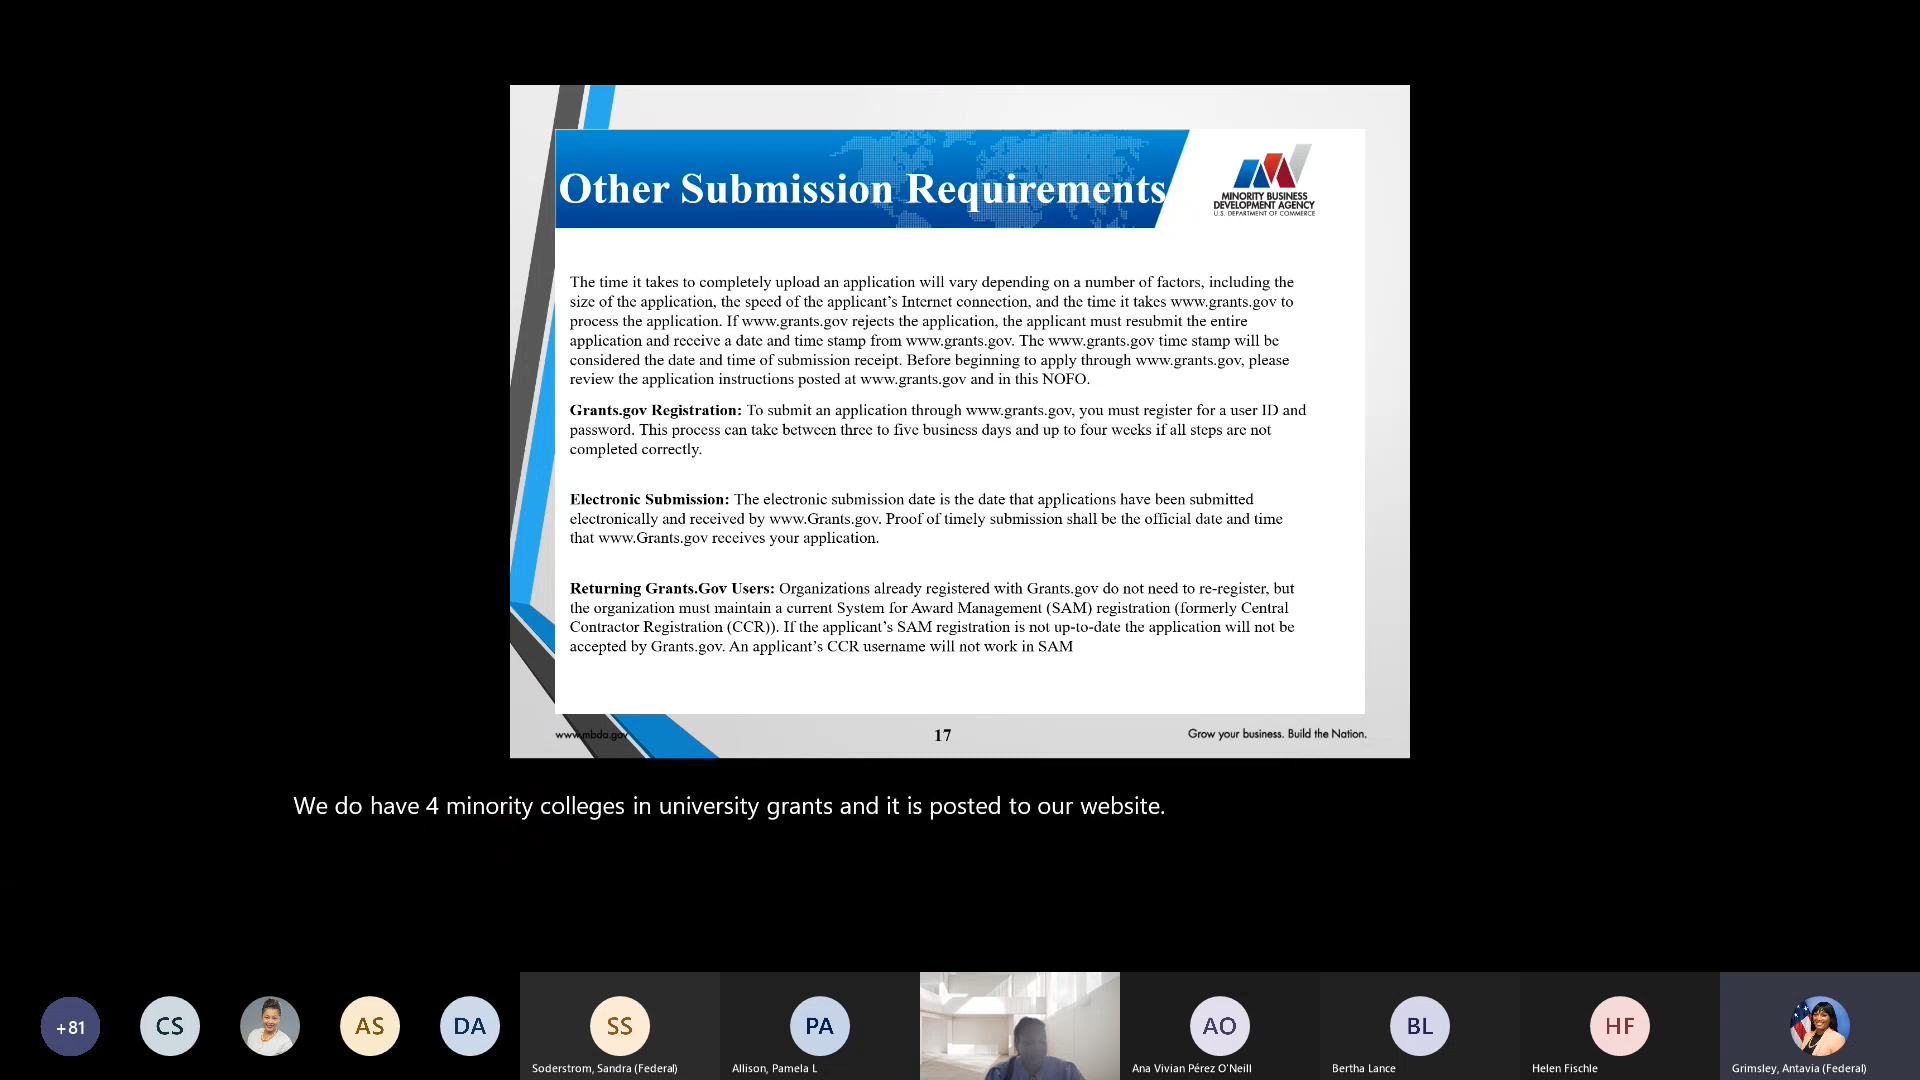 Other Submission Requirements
MINORITY BUSINESS
DEVELOPMENT AGENCY
U.S. DEPARTMENT OF COMMERCE
The time it takes to completely upload an application will vary depending on a number of factors, including the
size of the application, the speed of the applicant’s Internet connection, and the time it takes www.grants.gov to
process the application. If www.grants.gov rejects the application, the applicant must resubmit the entire
application and receive a date and time stamp from www.grants.gov. The www.grants.gov time stamp will be
considered the date and time of submission receipt. Before beginning to apply through www.grants.gov, please
review the application instructions posted at www.grants.gov and in this NOFO.
Grants.gov Registration: To submit an application through www.grants.gov, you must register for a user ID and
password. This process can take between three to five business days and up to four weeks if all steps are not
completed correctly.
Electronic Submission: The electronic submission date is the date that applications have been submitted
electronically and received by www.Grants.gov. Proof of timely submission shall be the official date and time
that www.Grants.gov receives your application.
Returning Grants.Gov Users: Organizations already registered with Grants.gov do not need to re-register, but
the organization must maintain a current System for Award Management (SAM) registration (formerly Central
Contractor Registration (CCR)). If the applicant’s SAM registration is not up-to-date the application will not be
accepted by Grants.gov. An applicant’s CCR username will not work in SAM
www.mbda.gov
17
Grow your business. Build the Nation.
We do have 4 minority colleges in university grants and it is posted to our website.
+81
CS
AS
DA
SS
PA
AO
BL
HF
Soderstrom, Sandra (Federal)
Allison, Pamela L
Ana Vivian Pérez O'Neill
Bertha Lance
Helen Fischle
Grimsley, Antavia (Federal)